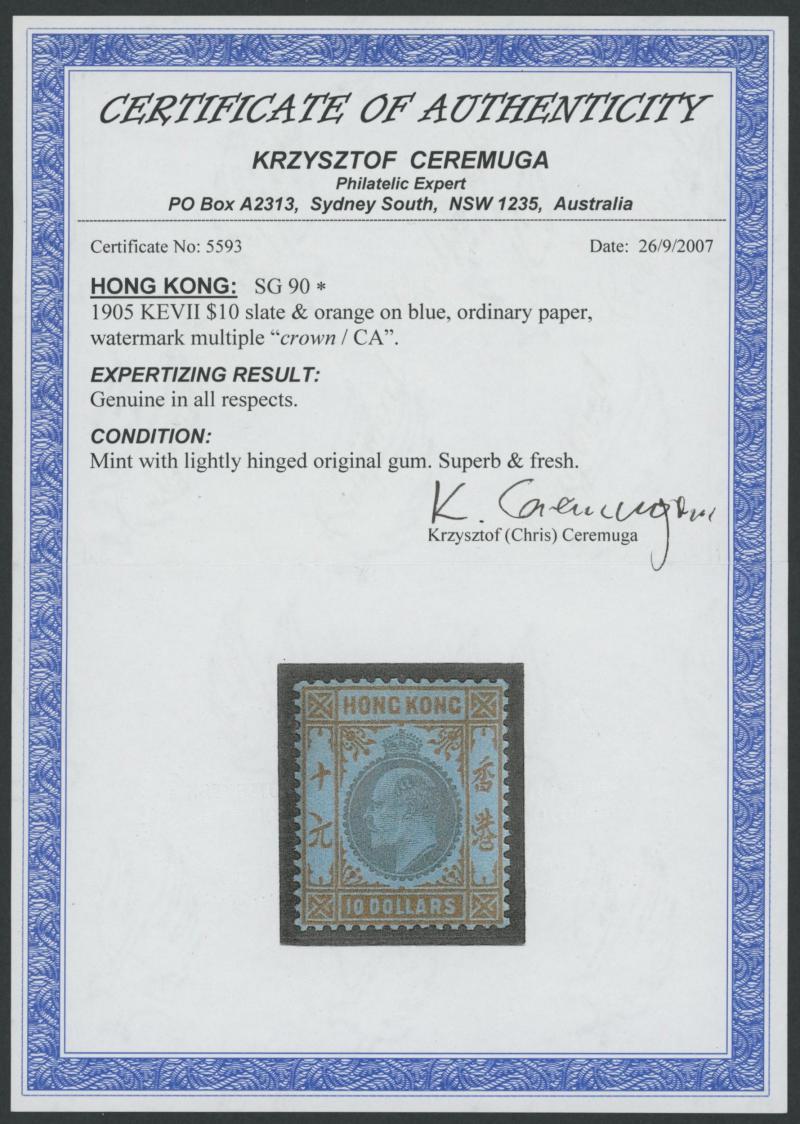 CERTIFICATE OF AUTHENTICITY
KRZYSZTOF CEREMUGA
Philatelic Expert
PO Box A2313, Sydney South, NSW 1235, Australia
Certificate No: 5593 Date: 26/9/2007
HONG KONG: SG 90 *
1905 KEVII $10 slate & orange on blue, ordinary paper,
watermark multiple “crown / CA”.
EXPERTIZING RESULT:
Genuine in all respects.
CONDITION:
Mint with lightly hinged original gum. Superb & fresh.
K. Ceremuga
Krzysztof (Chris) Ceremuga
HONG KONG
十元
香港
10 DOLLARS